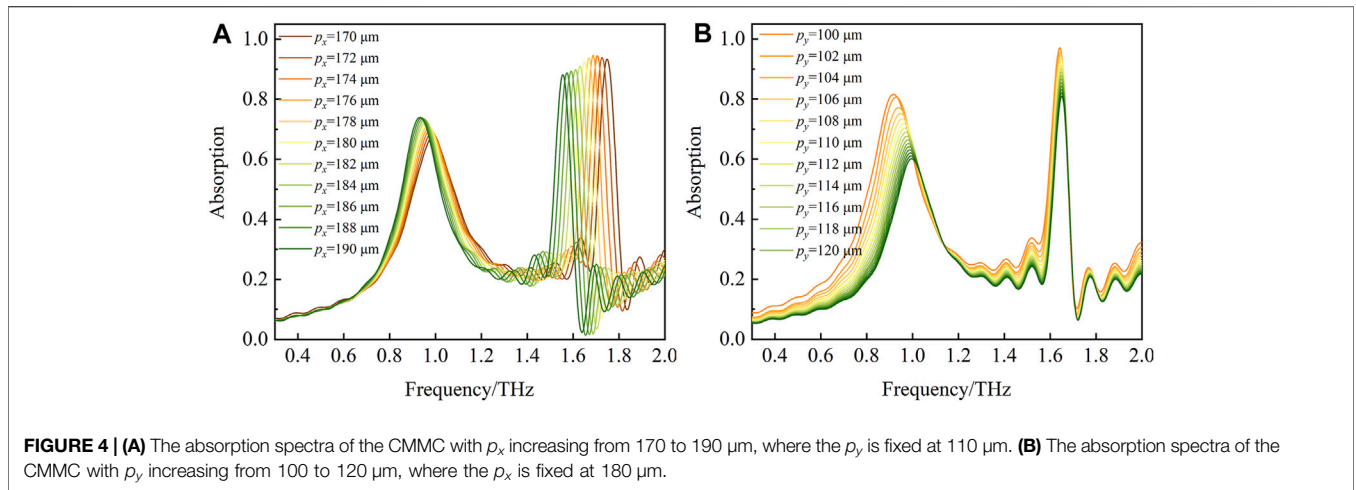 A
p_x=170 µm
p_x=172 µm
p_x=174 µm
p_x=176 µm
p_x=178 µm
p_x=180 µm
p_x=182 µm
p_x=184 µm
p_x=186 µm
p_x=188 µm
p_x=190 µm
1.0
0.8
0.6
0.4
0.2
0.0
Absorption
0.4 0.6 0.8 1.0 1.2 1.4 1.6 1.8 2.0
Frequency/THz
B
p_y=100 µm
p_y=102 µm
p_y=104 µm
p_y=106 µm
p_y=108 µm
p_y=110 µm
p_y=112 µm
p_y=114 µm
p_y=116 µm
p_y=118 µm
p_y=120 µm
1.0
0.8
0.6
0.4
0.2
0.0
Absorption
0.4 0.6 0.8 1.0 1.2 1.4 1.6 1.8 2.0
Frequency/THz
FIGURE 4 | (A) The absorption spectra of the CMMC with p_x increasing from 170 to 190 µm, where the p_y is fixed at 110 µm. (B) The absorption spectra of the
CMMC with p_y increasing from 100 to 120 µm, where the p_x is fixed at 180 µm.